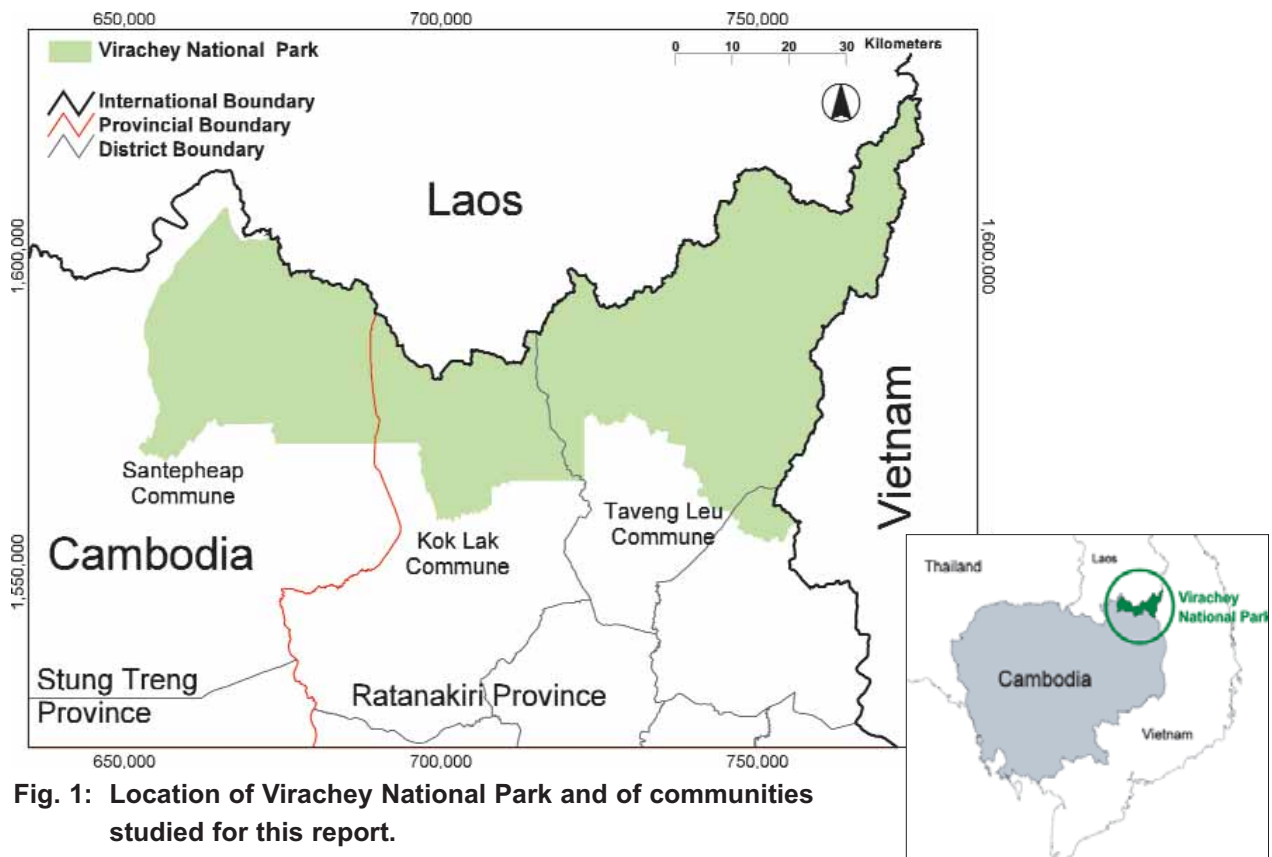 650,000
700,000
750,000
Virachey National Park
0 10 20 30 Kilometers
International Boundary
Provincial Boundary
District Boundary
Laos
1,600,000
1,600,000
Vietnam
Santepheap
Commune
Taveng Leu
Commune
Kok Lak
Commune
Cambodia
1,550,000
Stung Treng
Province
Ratanakiri Province
650,000
700,000
750,000
Thailand
Laos
Virachey
National Park
Cambodia
Vietnam
Fig. 1: Location of Virachey National Park and of communities
studied for this report.